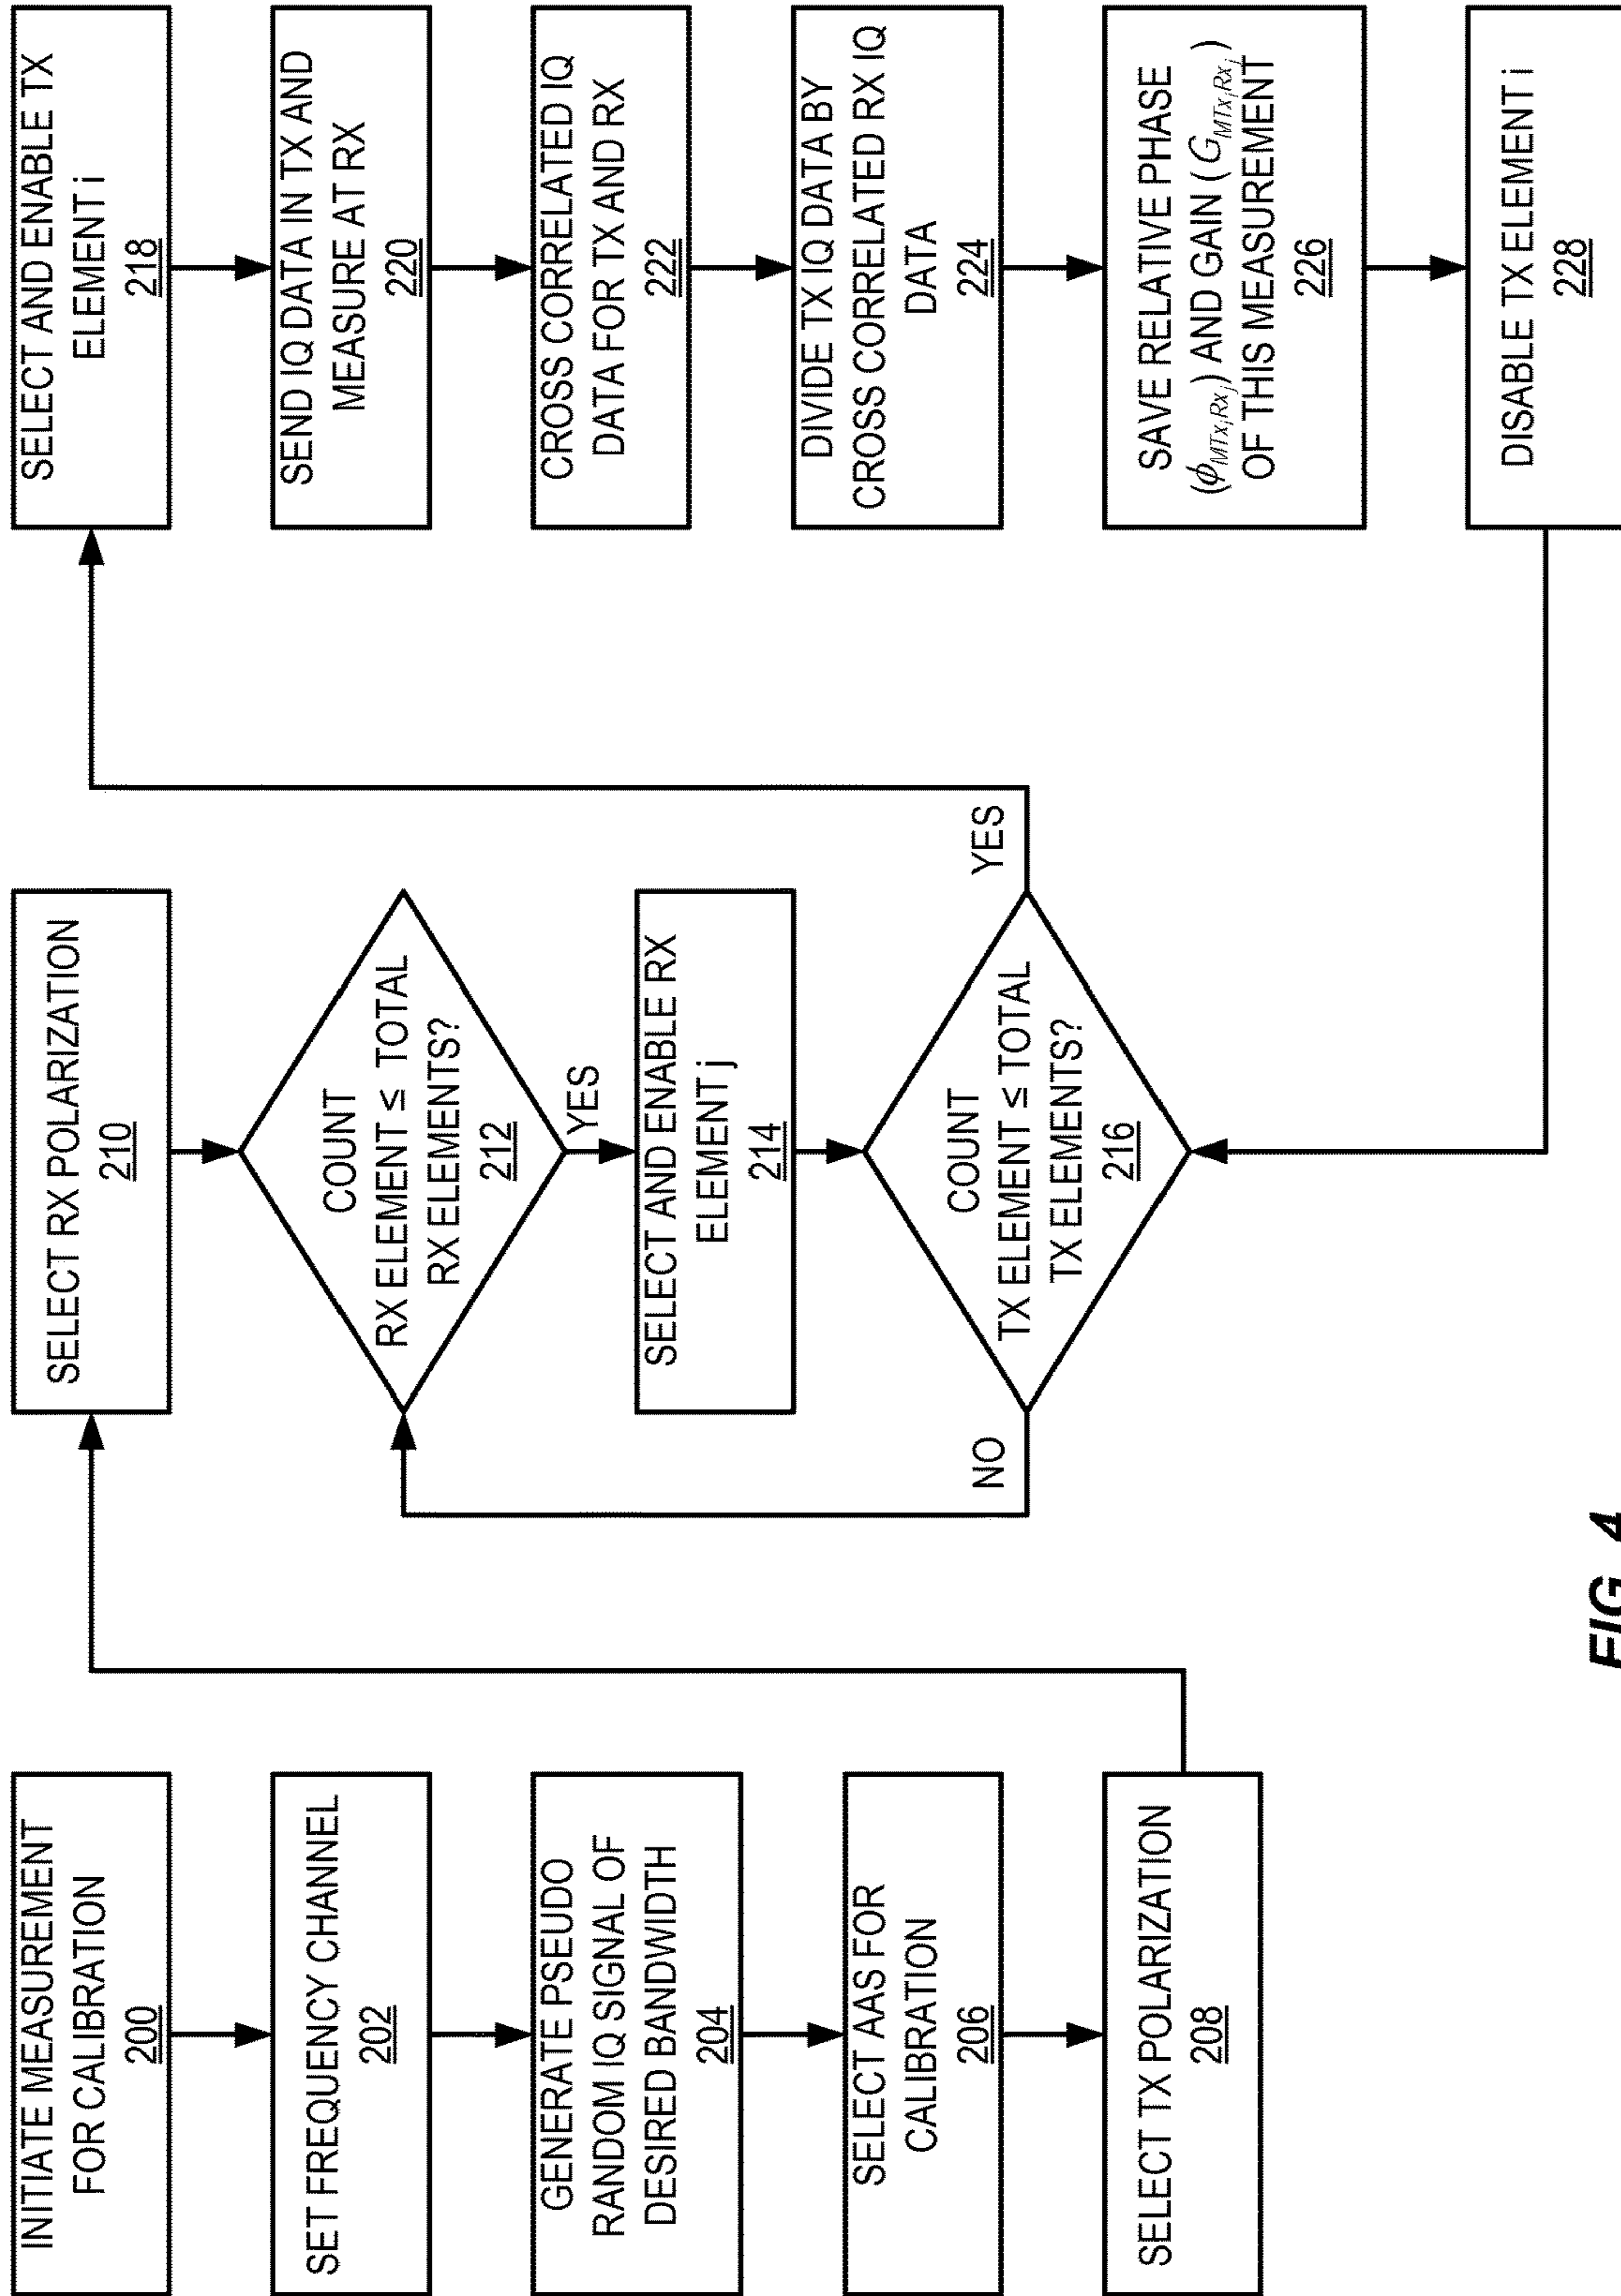 INITIATE MEASUREMENT
FOR CALIBRATION
200
SET FREQUENCY CHANNEL
202
GENERATE PSEUDO
RANDOM IQ SIGNAL OF
DESIRED BANDWIDTH
204
SELECT AAS FOR
CALIBRATION
206
SELECT TX POLARIZATION
208
SELECT RX POLARIZATION
210
COUNT
RX ELEMENT ≤ TOTAL
RX ELEMENTS?
212
YES
SELECT AND ENABLE RX
ELEMENT j
214
COUNT
TX ELEMENT ≤ TOTAL
TX ELEMENTS?
216
NO
YES
SELECT AND ENABLE TX
ELEMENT i
218
SEND IQ DATA IN TX AND
MEASURE AT RX
220
CROSS CORRELATED IQ
DATA FOR TX AND RX
222
DIVIDE TX IQ DATA BY
CROSS CORRELATED RX IQ
DATA
224
SAVE RELATIVE PHASE
(ϕ_{MTx_iRx_j}) AND GAIN (G_{MTx_iRx_j})
OF THIS MEASUREMENT
226
DISABLE TX ELEMENT i
228
FIG. 4